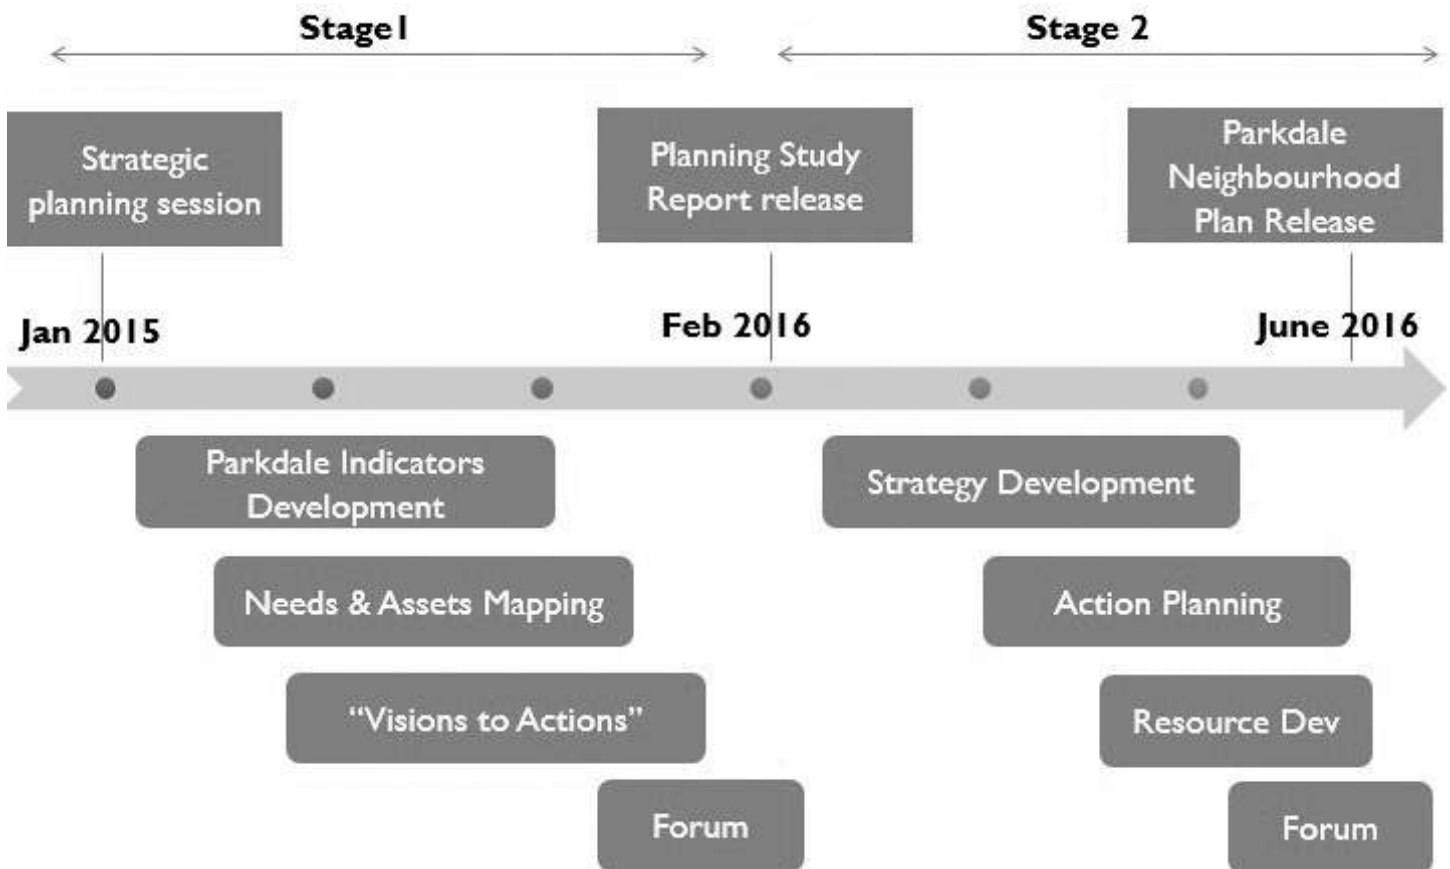 Stage1
Stage 2
Strategic
planning session
Planning Study
Report release
Parkdale
Neighbourhood
Plan Release
Jan 2015
Feb 2016
June 2016
Parkdale Indicators
Development
Strategy Development
Needs & Assets Mapping
Action Planning
“Visions to Actions”
Resource Dev
Forum
Forum